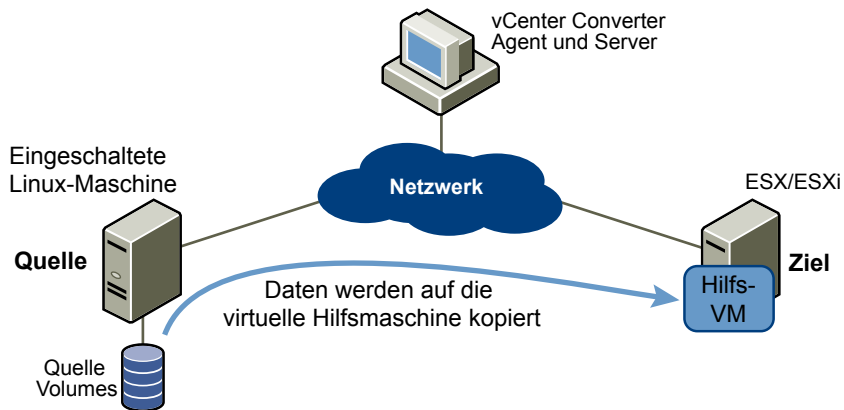 vCenter Converter
Agent und Server
Eingeschaltete
Linux-Maschine
Netzwerk
ESX/ESXi
Quelle
Ziel
Hilfs-
VM
Daten werden auf die
virtuelle Hilfsmaschine kopiert
Quelle
Volumes